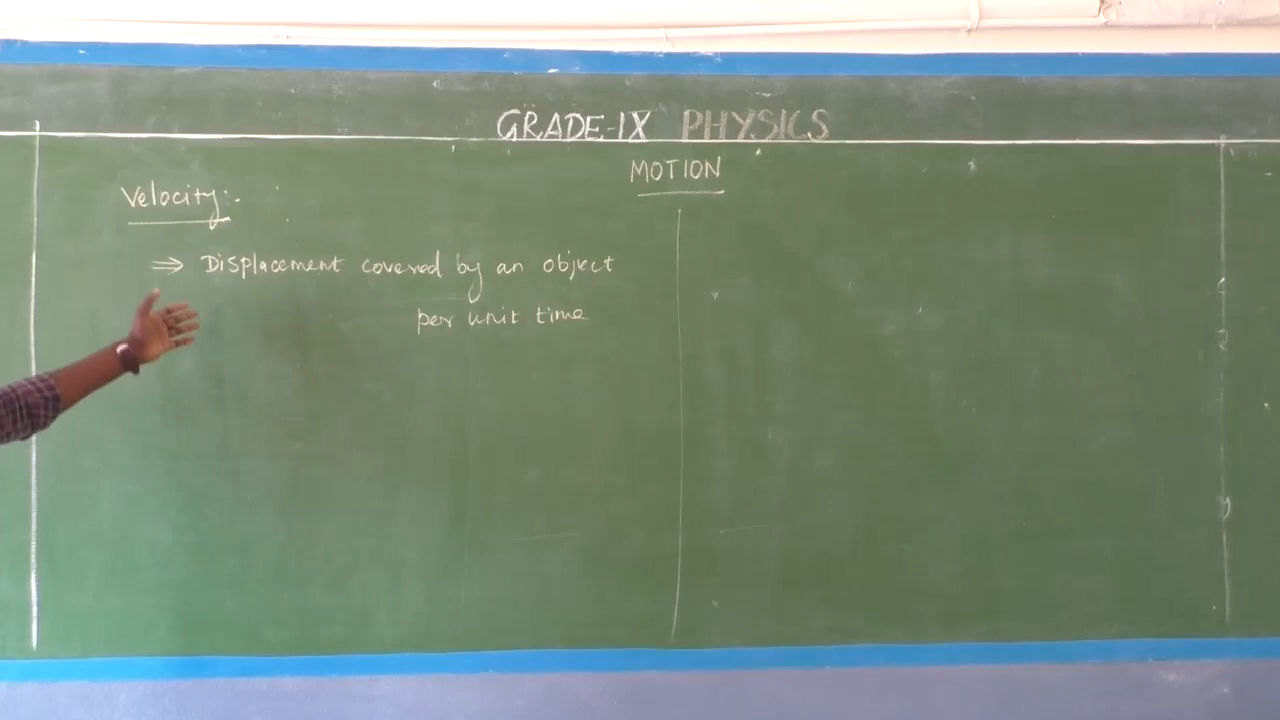 GRADE-IX PHYSICS
MOTION
Velocity:-
⇒ Displacement covered by an object
per unit time